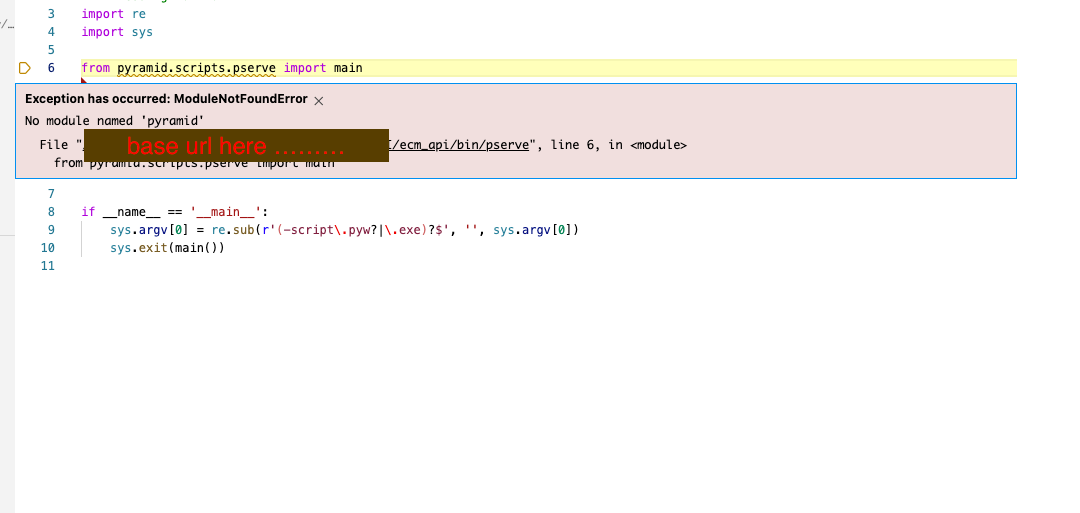 /…
3 import re
4 import sys
5
6 from pyramid.scripts.pserve import main
Exception has occurred: ModuleNotFoundError ×
No module named 'pyramid'
File "
base url here .........
/ecm_api/bin/pserve", line 6, in <module>
from pyramid.scripts.pserve import main
7
8 if __name__ == '__main__':
9 sys.argv[0] = re.sub(r'(-script\.pyw?|\.exe)?$', '', sys.argv[0])
10 sys.exit(main())
11